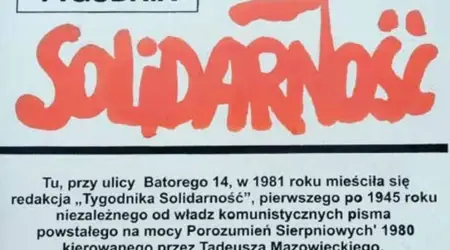 TYGODNIK
SOLIDARNOŚĆ
Tu, przy ulicy Batorego 14, w 1981 roku mieściła się
redakcja „Tygodnika Solidarność”, pierwszego po 1945 roku
niezależnego od władz komunistycznych pisma
powstałego na mocy Porozumień Sierpniowych' 1980
kierowanego przez Tadeusza Mazowieckiego.